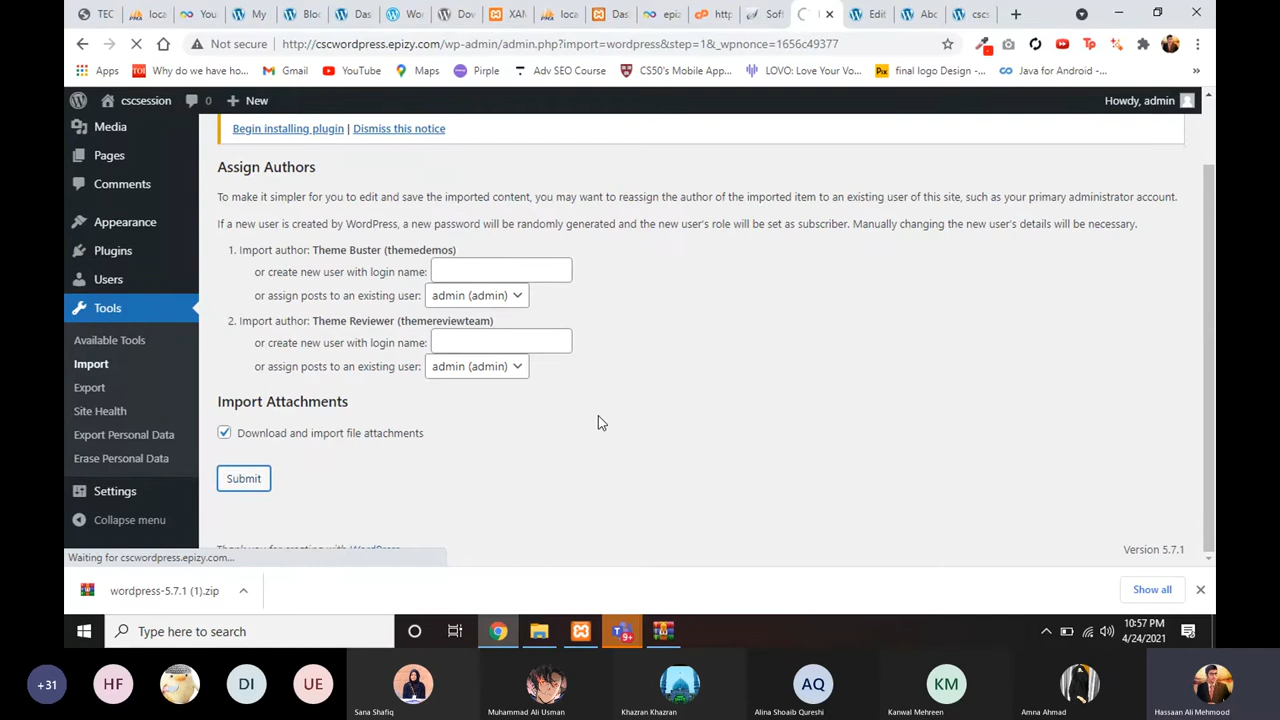 TEC
loca
You
My
Bloc
Das
Wo
Dow
XAM
loca
Das
epiz
http
Soft
Edit
Abc
cscs
Not secure
http://cscwordpress.epizy.com/wp-admin/admin.php?import=wordpress&step=1&_wpnonce=1656c49377
Apps
Why do we have ho...
Gmail
YouTube
Maps
Pirple
Adv SEO Course
CS50's Mobile App...
LOVO: Love Your Vo...
final logo Design -...
Java for Android -...
cscsession
0
New
Howdy, admin
Media
Pages
Comments
Appearance
Plugins
Users
Tools
Available Tools
Import
Export
Site Health
Export Personal Data
Erase Personal Data
Settings
Collapse menu
Begin installing plugin | Dismiss this notice
Assign Authors
To make it simpler for you to edit and save the imported content, you may want to reassign the author of the imported item to an existing user of this site, such as your primary administrator account.
If a new user is created by WordPress, a new password will be randomly generated and the new user's role will be set as subscriber. Manually changing the new user's details will be necessary.
1. Import author: Theme Buster (themedemos)
or create new user with login name:
or assign posts to an existing user: admin (admin)
2. Import author: Theme Reviewer (themereviewteam)
or create new user with login name:
or assign posts to an existing user: admin (admin)
Import Attachments
Download and import file attachments
Submit
Thank you for creating with WordPress
Version 5.7.1
Waiting for cscwordpress.epizy.com...
wordpress-5.7.1 (1).zip
Show all
Type here to search
9+
10:57 PM
4/24/2021
+31
HF
DI
UE
AQ
KM
Sana Shafiq
Muhammad Ali Usman
Khazran Khazran
Alina Shoaib Qureshi
Kanwal Mehreen
Amna Ahmad
Hassaan Ali Mehmood